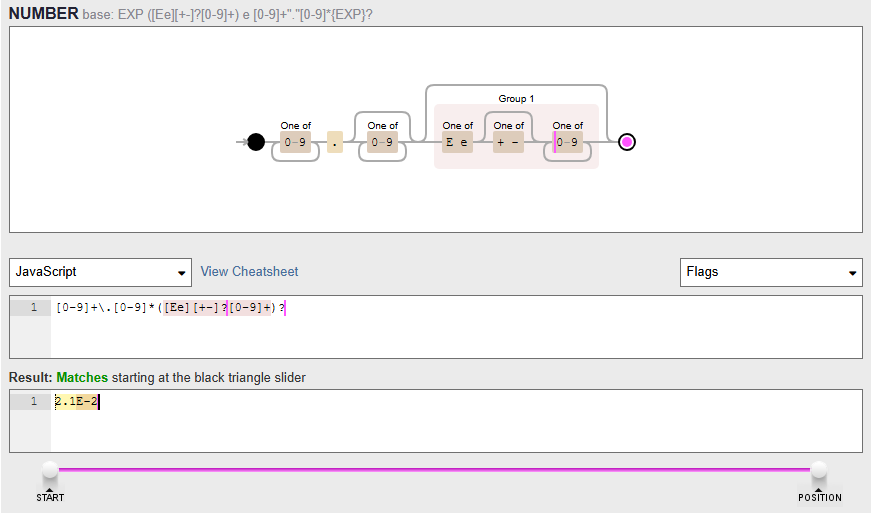 NUMBER base: EXP ([Ee][+-]?[0-9]+) e [0-9]+"."[0-9]*{EXP}?
Group 1
One of One of One of One of One of
0-9 . 0-9 E e + - 0-9
JavaScript View Cheatsheet Flags
1 [0-9]+\.[0-9]*([Ee][+-]?[0-9]+)?
Result: Matches starting at the black triangle slider
1 2.1E-2
START POSITION